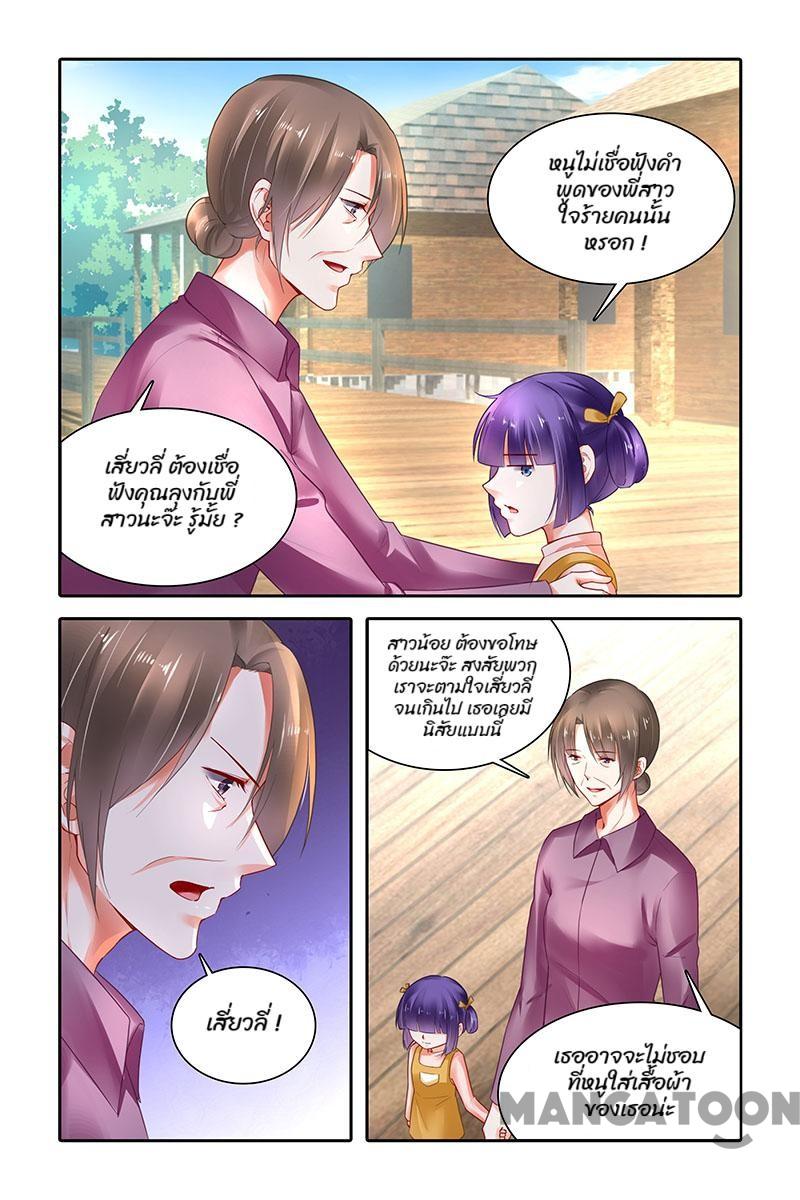 หนูไม่เชื่อฟังคำ
พูดของพี่สาว
ใจร้ายคนนั้น
หรอก !
เสี่ยวลี่ ต้องเชื่อ
ฟังคุณลุงกับพี่
สาวนะจ๊ะ รู้มั้ย ?
เสี่ยวลี่ !
สาวน้อย ต้องขอโทษ
ด้วยนะจ๊ะ สงสัยพวก
เราจะตามใจเสี่ยวลี่
จนเกินไป เธอเลยมี
นิสัยแบบนี้
เธออาจจะไม่ชอบ
ที่หนูใส่เสื้อผ้า
ของเธอน่ะ
MANGATOON